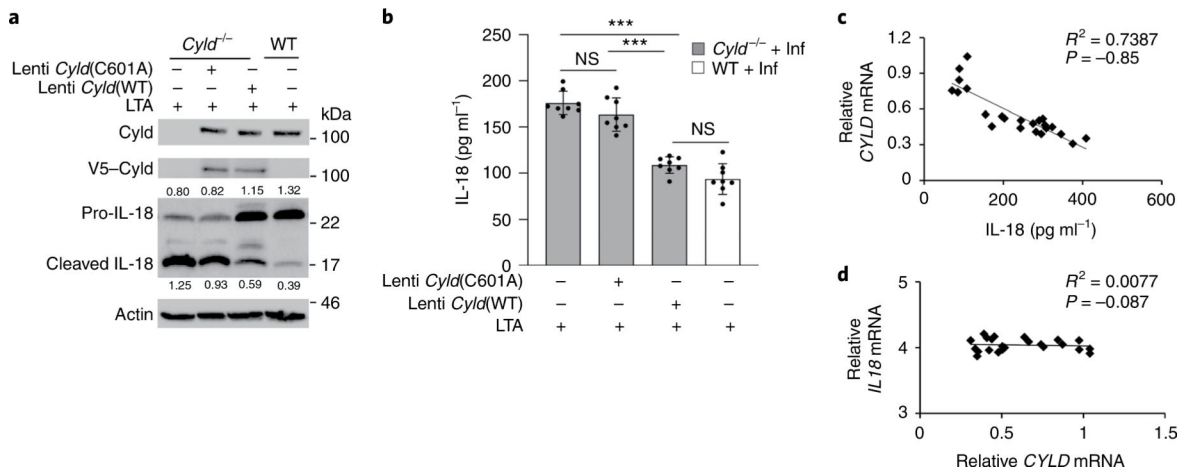 a
Cyld−/− WT
Lenti Cyld(C601A) – + – –
Lenti Cyld(WT) – – + –
LTA + + + +
kDa
Cyld 100
V5–Cyld 100
0.80 0.82 1.15 1.32
Pro-IL-18 22
Cleaved IL-18 17
1.25 0.93 0.59 0.39
46
Actin
b
***
*** Cyld−/− + Inf
NS WT + Inf
NS
IL-18 (pg ml−1)
250
200
150
100
50
0
Lenti Cyld(C601A) – + – –
Lenti Cyld(WT) – – + –
LTA + + + +
c
R2 = 0.7387
P = –0.85
Relative
CYLD mRNA
1.2
0.9
0.6
0.3
0
0 200 400 600
IL-18 (pg ml−1)
d
R2 = 0.0077
P = –0.087
Relative
IL18 mRNA
5
4
3
0 0.5 1 1.5
Relative CYLD mRNA